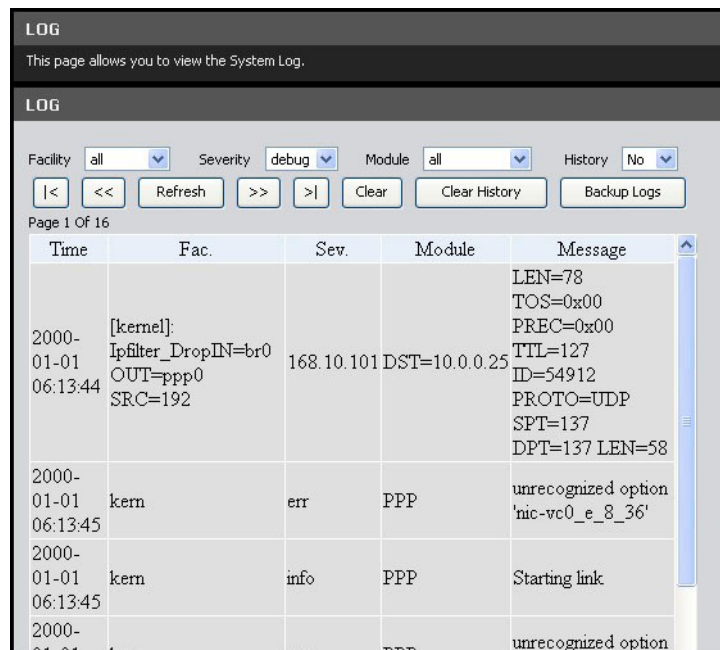 LOG
This page allows you to view the System Log.
LOG
Facility all Severity debug Module all History No
|< << Refresh >> >| Clear Clear History Backup Logs
Page 1 Of 16
Time Fac. Sev. Module Message
2000-
01-01
06:13:44
[kernel]:
Ipfilter_DropIN=br0
OUT=ppp0
SRC=192
168.10.101
DST=10.0.0.25
LEN=78
TOS=0x00
PREC=0x00
TTL=127
ID=54912
PROTO=UDP
SPT=137
DPT=137 LEN=58
2000-
01-01
06:13:45
kern
err
PPP
unrecognized option
'nic-vc0_e_8_36'
2000-
01-01
06:13:45
kern
info
PPP
Starting link
2000-
unrecognized option